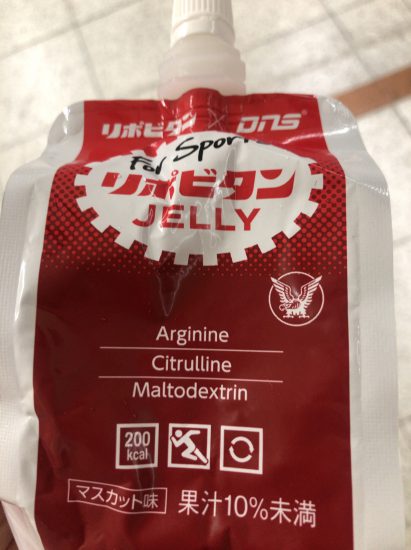 リポビタン × DNS
For Sports
リポビタン
JELLY
Arginine
Citrulline
Maltodextrin
200
kcal
マスカット味 果汁10%未満